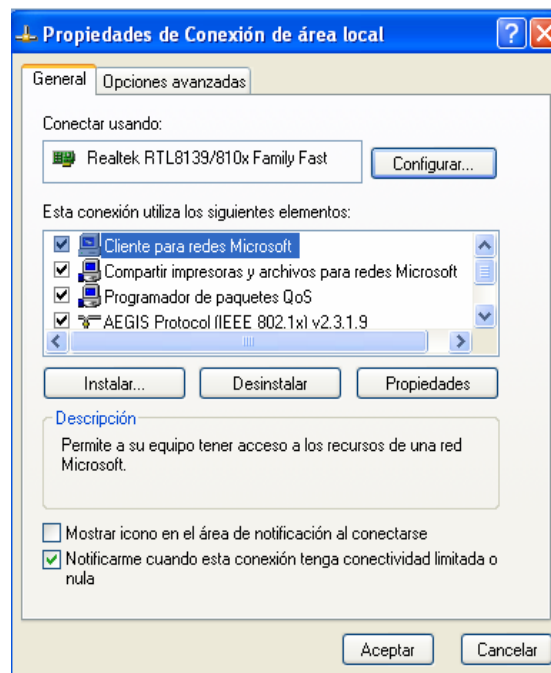 Propiedades de Conexión de área local
General
Opciones avanzadas
Conectar usando:
Realtek RTL8139/810x Family Fast
Configurar...
Esta conexión utiliza los siguientes elementos:
Cliente para redes Microsoft
Compartir impresoras y archivos para redes Microsoft
Programador de paquetes QoS
AEGIS Protocol (IEEE 802.1x) v2.3.1.9
Instalar...
Desinstalar
Propiedades
Descripción
Permite a su equipo tener acceso a los recursos de una red
Microsoft.
Mostrar icono en el área de notificación al conectarse
Notificarme cuando esta conexión tenga conectividad limitada o
nula
Aceptar
Cancelar